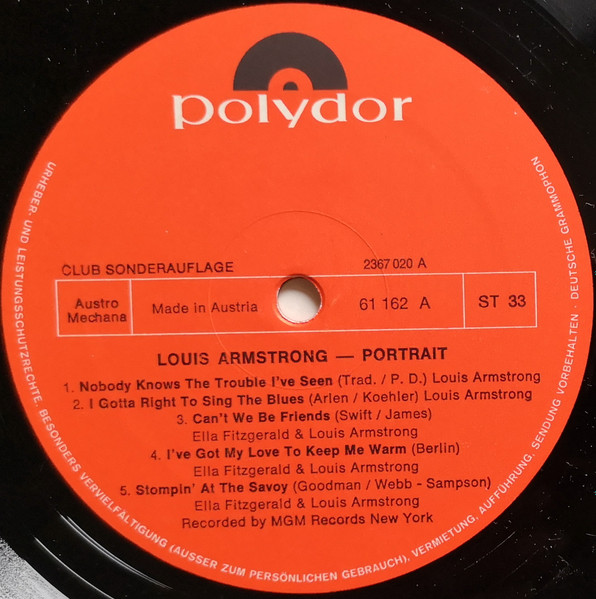 polydor
CLUB SONDERAUFLAGE 2367 020 A
Austro Mechana
Made in Austria
61 162 A
ST 33
LOUIS ARMSTRONG — PORTRAIT
1. Nobody Knows The Trouble I've Seen (Trad. / P. D.) Louis Armstrong
2. I Gotta Right To Sing The Blues (Arlen / Koehler) Louis Armstrong
3. Can't We Be Friends (Swift / James)
Ella Fitzgerald & Louis Armstrong
4. I've Got My Love To Keep Me Warm (Berlin)
Ella Fitzgerald & Louis Armstrong
5. Stompin' At The Savoy (Goodman / Webb - Sampson)
Ella Fitzgerald & Louis Armstrong
Recorded by MGM Records New York
URHEBER- UND LEISTUNGSSCHUTZRECHTE, BESONDERS VERVIELFÄLTIGUNG (AUSSER ZUM PERSÖNLICHEN GEBRAUCH), VERMIETUNG, AUFFÜHRUNG, SENDUNG VORBEHALTEN · DEUTSCHE GRAMMOPHON